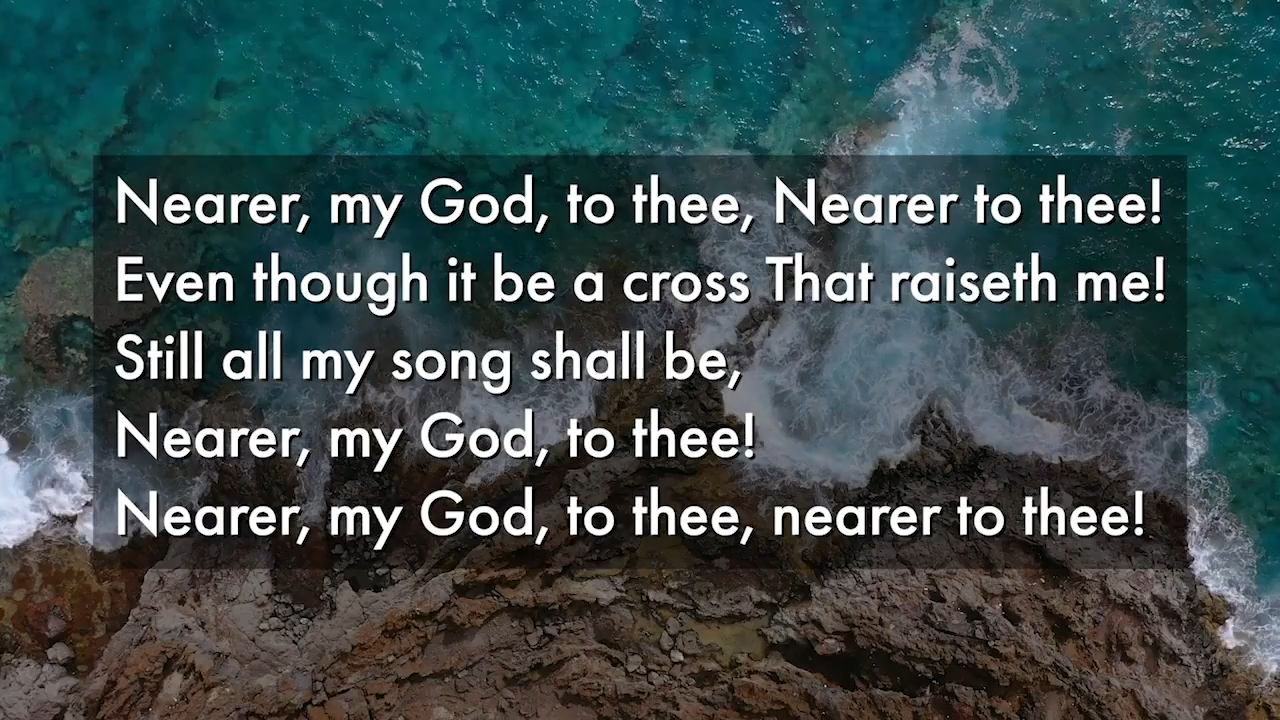 Nearer, my God, to thee, Nearer to thee!
Even though it be a cross That raiseth me!
Still all my song shall be,
Nearer, my God, to thee!
Nearer, my God, to thee, nearer to thee!